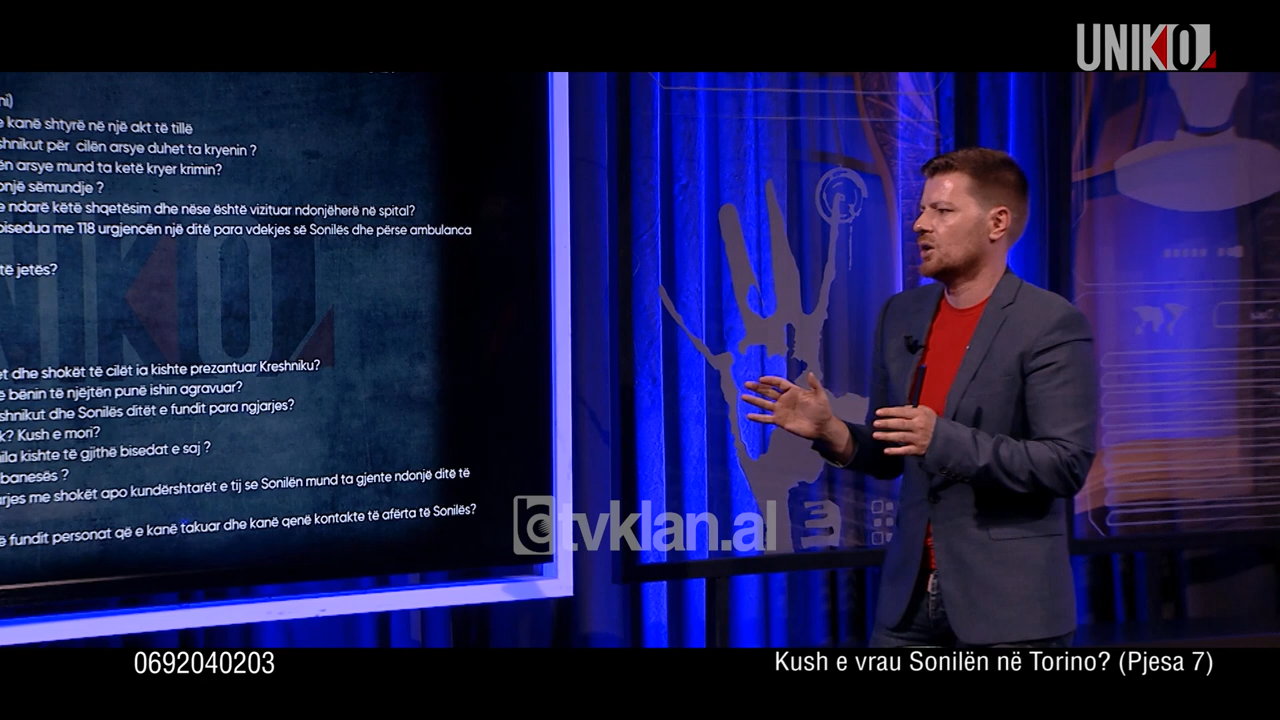 UNIKO
ni)
e kanë shtyrë në një akt të tillë
shnikut për cilën arsye duhet ta kryenin ?
ën arsye mund ta ketë kryer krimin?
onjë sëmundje ?
e ndarë këtë shqetësim dhe nëse është vizituar ndonjëherë në spital?
bisedua me 118 urgjencën një ditë para vdekjes së Sonilës dhe përse ambulanca
të jetës?
et dhe shokët të cilët ia kishte prezantuar Kreshniku?
ë bënin të njëjtën punë ishin agravuar?
shnikut dhe Sonilës ditët e fundit para ngjarjes?
k? Kush e mori?
illa kishte të gjithë bisedat e saj ?
banesës ?
arjes me shokët apo kundërshtarët e tij se Sonilën mund ta gjente ndonjë ditë të
ë fundit personat që e kanë takuar dhe kanë qenë kontakte të afërta të Sonilës?
tvklan.al
0692040203
Kush e vrau Sonilën në Torino? (Pjesa 7)